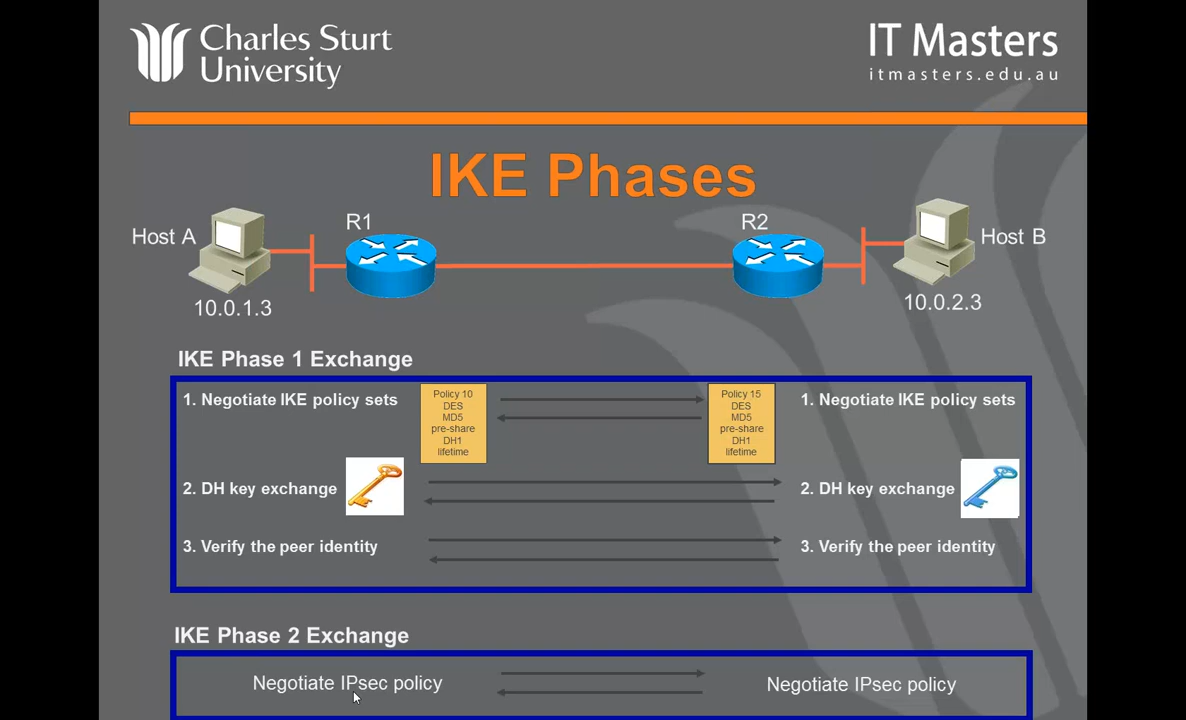 Charles Sturt
University
IT Masters
itmasters.edu.au
IKE Phases
Host A
R1
R2
Host B
10.0.1.3
10.0.2.3
IKE Phase 1 Exchange
1. Negotiate IKE policy sets
Policy 10
DES
MD5
pre-share
DH1
lifetime
Policy 15
DES
MD5
pre-share
DH1
lifetime
1. Negotiate IKE policy sets
2. DH key exchange
2. DH key exchange
3. Verify the peer identity
3. Verify the peer identity
IKE Phase 2 Exchange
Negotiate IPsec policy
Negotiate IPsec policy